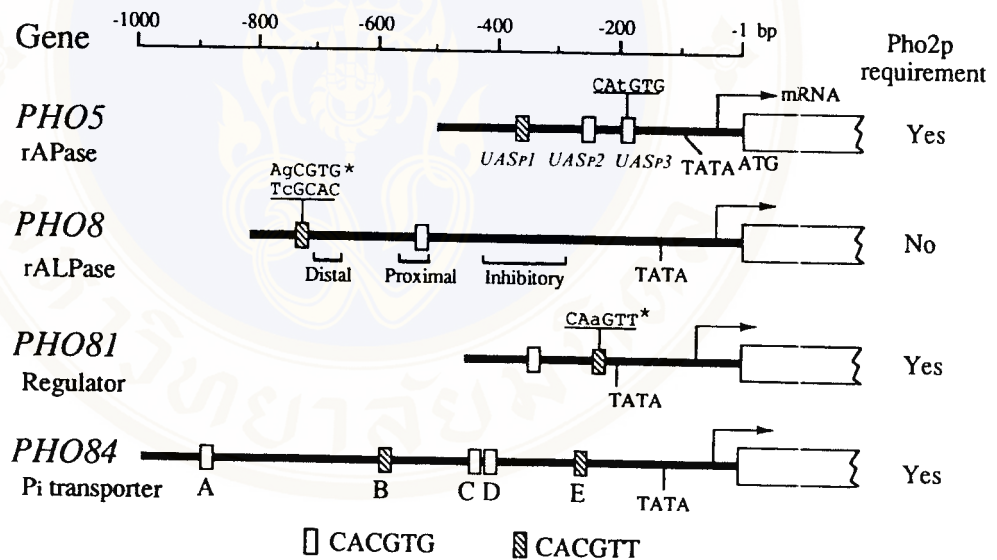 -1000 -800 -600 -400 -200 -1 bp
Gene
Pho2p
requirement
CAtGTG
mRNA
PHO5
rAPase
UASP1 UASP2 UASP3 TATA ATG
Yes
AgCGTG*
TcGCAC
PHO8
rALPase
Distal Proximal Inhibitory
TATA
No
CAaGTT*
PHO81
Regulator
TATA
Yes
PHO84
Pi transporter
A B C D E
TATA
Yes
CACGTG CACGTT